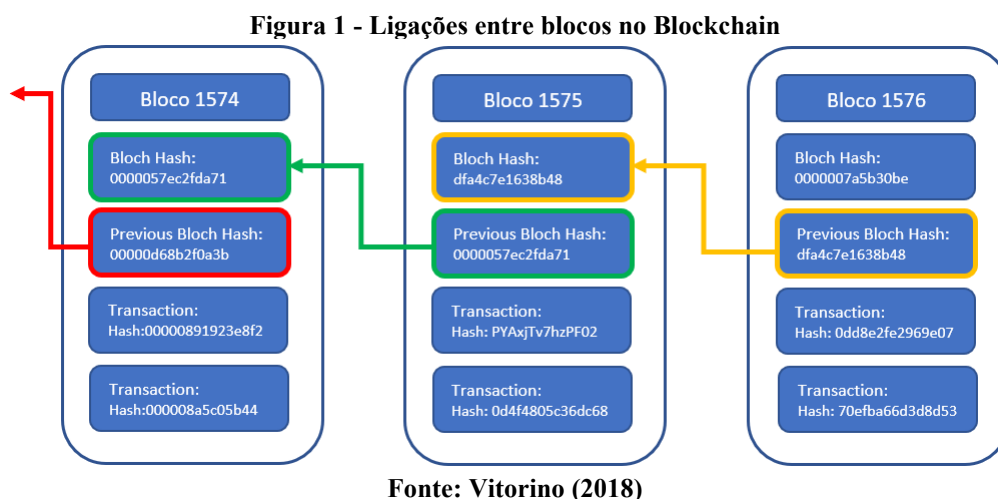 Figura 1 - Ligações entre blocos no Blockchain
Bloco 1574
Bloch Hash:
0000057ec2fda71
Previous Bloch Hash:
00000d68b2f0a3b
Transaction:
Hash:00000891923e8f2
Transaction:
Hash:000008a5c05b44
Bloco 1575
Bloch Hash:
dfa4c7e1638b48
Previous Bloch Hash:
0000057ec2fda71
Transaction:
Hash: PYAxjTv7hzPF02
Transaction:
Hash: 0d4f4805c36dc68
Bloco 1576
Bloch Hash:
0000007a5b30be
Previous Bloch Hash:
dfa4c7e1638b48
Transaction:
Hash: 0dd8e2fe2969e07
Transaction:
Hash: 70efba66d3d8d53
Fonte: Vitorino (2018)